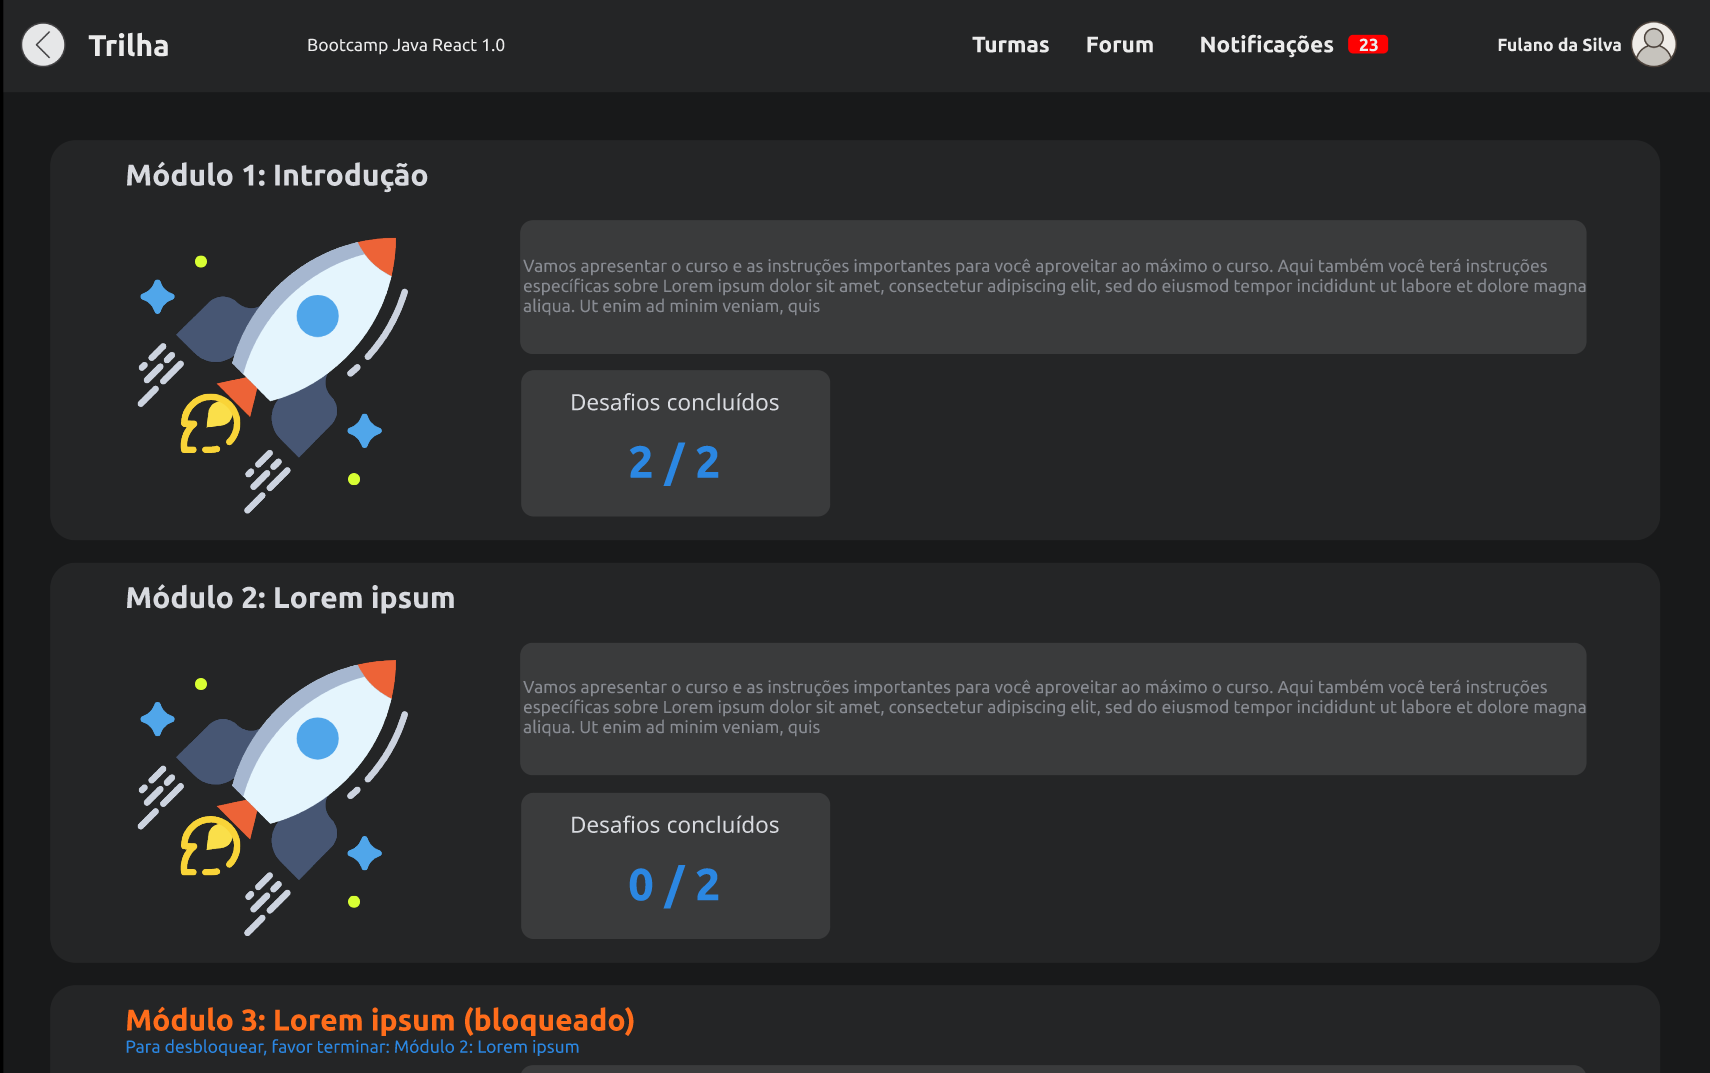 Trilha
Bootcamp Java React 1.0
Turmas
Forum
Notificações 23
Fulano da Silva
Módulo 1: Introdução
Vamos apresentar o curso e as instruções importantes para você aproveitar ao máximo o curso. Aqui também você terá instruções
específicas sobre Lorem ipsum dolor sit amet, consectetur adipiscing elit, sed do eiusmod tempor incididunt ut labore et dolore magna
aliqua. Ut enim ad minim veniam, quis
Desafios concluídos
2 / 2
Módulo 2: Lorem ipsum
Vamos apresentar o curso e as instruções importantes para você aproveitar ao máximo o curso. Aqui também você terá instruções
específicas sobre Lorem ipsum dolor sit amet, consectetur adipiscing elit, sed do eiusmod tempor incididunt ut labore et dolore magna
aliqua. Ut enim ad minim veniam, quis
Desafios concluídos
0 / 2
Módulo 3: Lorem ipsum (bloqueado)
Para desbloquear, favor terminar: Módulo 2: Lorem ipsum